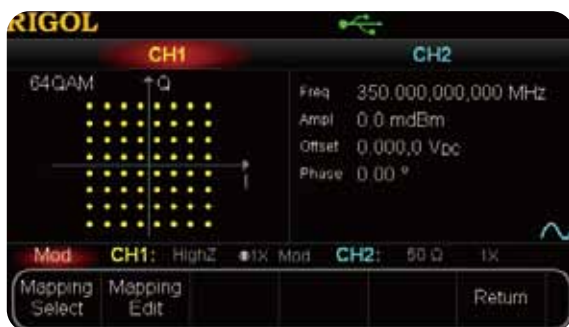 RIGOL
CH1 CH2
64QAM Q
I
Freq 350.000,000,000 MHz
Ampl 0.0 mdBm
Offset 0.000,0 VDC
Phase 0.00 °
Mod CH1: HighZ 1X Mod CH2: 50 Ω 1X
Mapping Select
Mapping Edit
Return